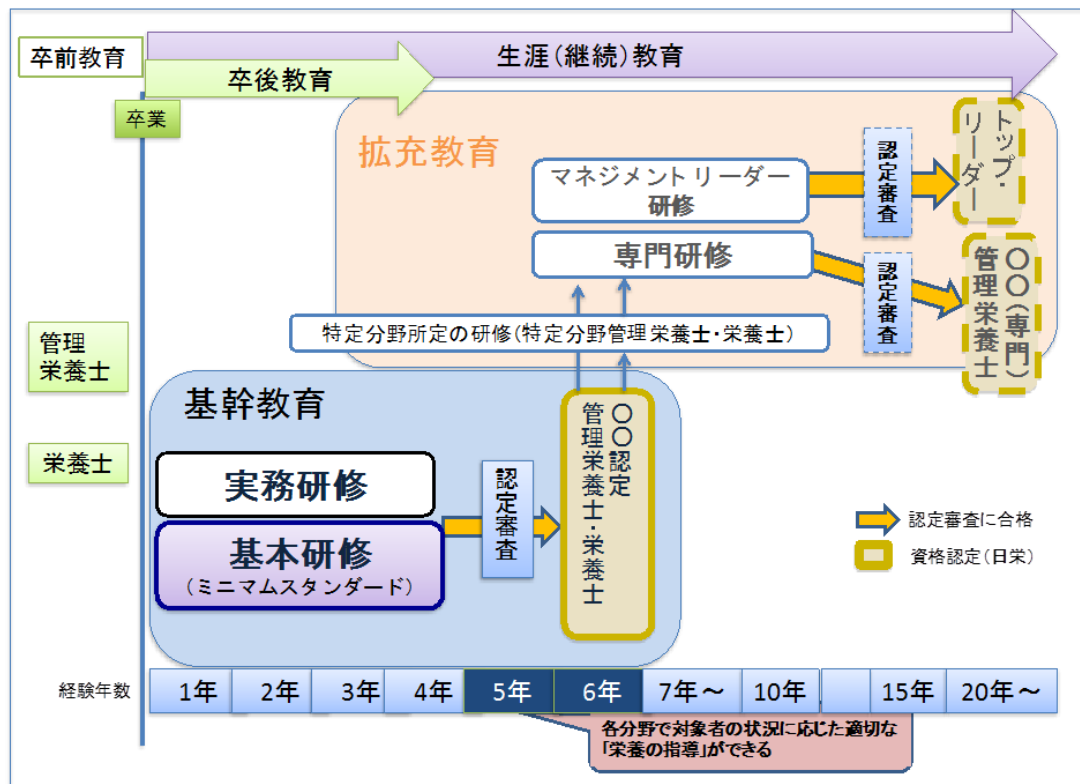 卒前教育
生涯(継続)教育
卒後教育
卒業
拡充教育
マネジメントリーダー
研修
認定審査
トップ・
リーダー
専門研修
認定審査
〇〇(専門)
管理栄養士
特定分野所定の研修(特定分野管理栄養士・栄養士)
管理
栄養士
基幹教育
栄養士
実務研修
基本研修
(ミニマムスタンダード)
認定審査
〇〇認定
管理栄養士・栄養士
認定審査に合格
資格認定(日栄)
経験年数
1年
2年
3年
4年
5年
6年
7年～
10年
15年
20年～
各分野で対象者の状況に応じた適切な
「栄養の指導」ができる